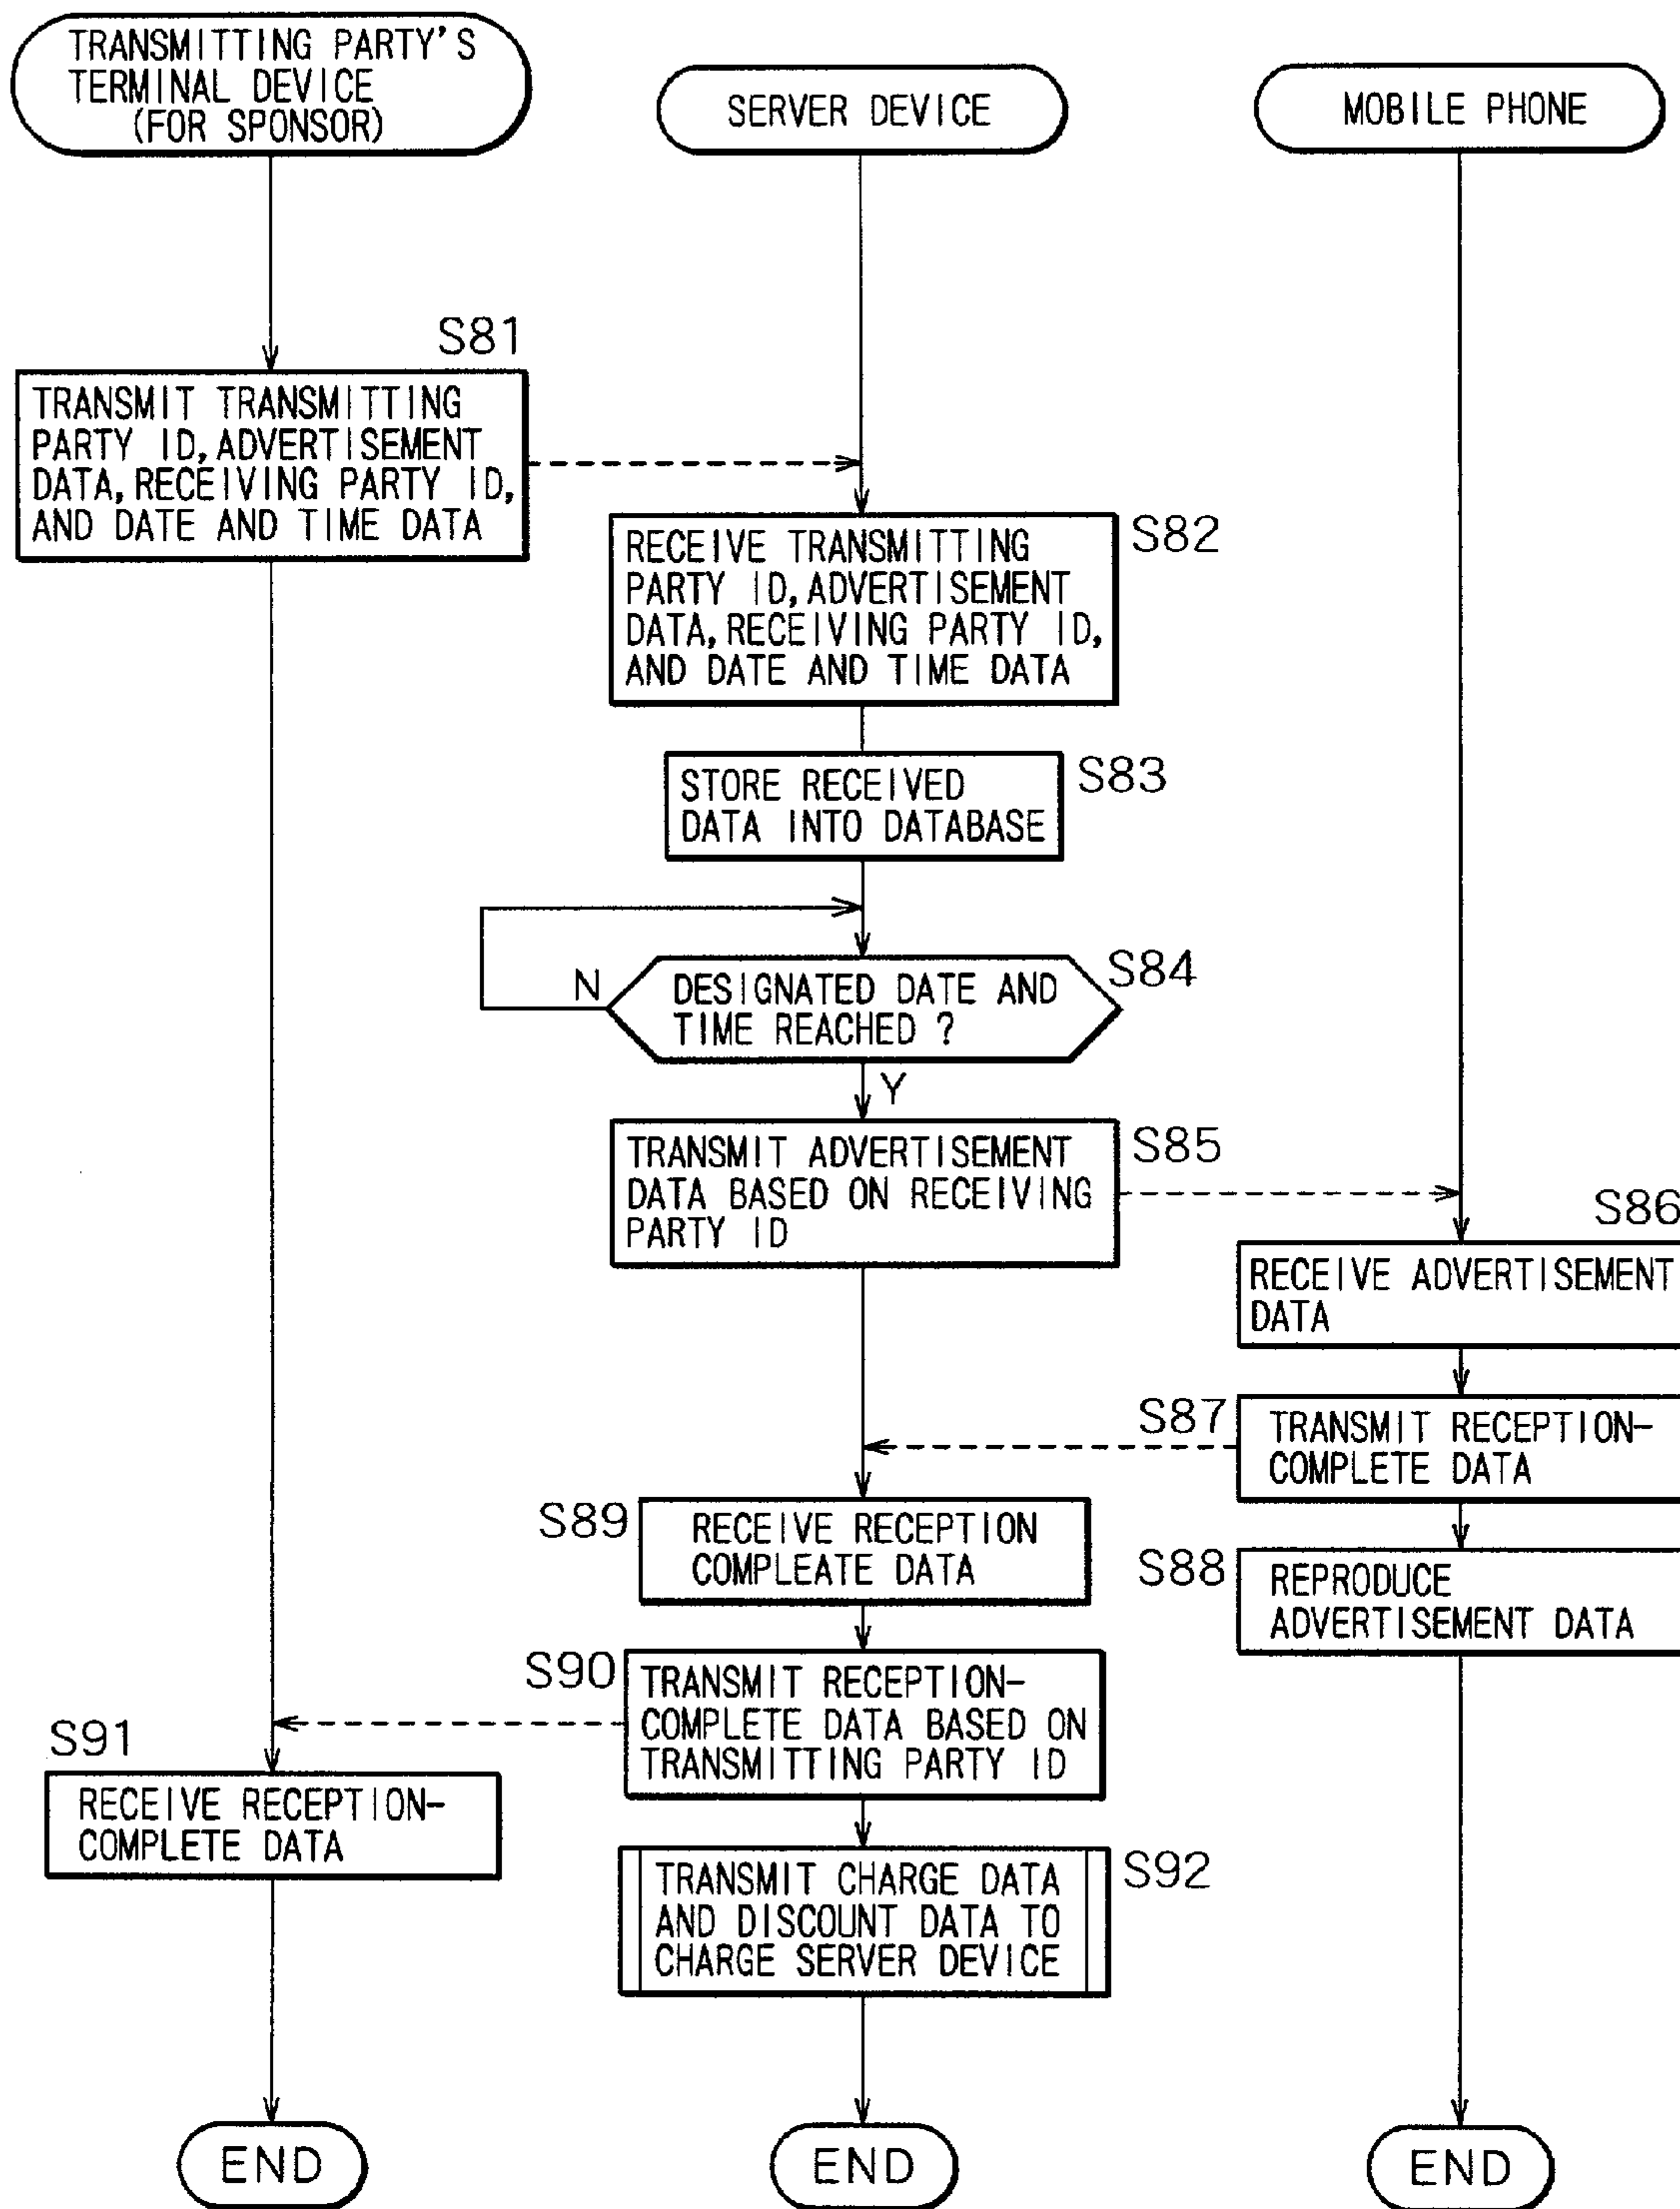 TRANSMITTING PARTY'S
TERMINAL DEVICE
(FOR SPONSOR)
SERVER DEVICE
MOBILE PHONE
S81
TRANSMIT TRANSMITTING
PARTY ID, ADVERTISEMENT
DATA, RECEIVING PARTY ID,
AND DATE AND TIME DATA
S82
RECEIVE TRANSMITTING
PARTY ID, ADVERTISEMENT
DATA, RECEIVING PARTY ID,
AND DATE AND TIME DATA
S83
STORE RECEIVED
DATA INTO DATABASE
S84
N
DESIGNATED DATE AND
TIME REACHED ?
Y
S85
TRANSMIT ADVERTISEMENT
DATA BASED ON RECEIVING
PARTY ID
S86
RECEIVE ADVERTISEMENT
DATA
S87
TRANSMIT RECEPTION-
COMPLETE DATA
S89
RECEIVE RECEPTION
COMPLEATE DATA
S88
REPRODUCE
ADVERTISEMENT DATA
S90
TRANSMIT RECEPTION-
COMPLETE DATA BASED ON
TRANSMITTING PARTY ID
S91
RECEIVE RECEPTION-
COMPLETE DATA
S92
TRANSMIT CHARGE DATA
AND DISCOUNT DATA TO
CHARGE SERVER DEVICE
END
END
END